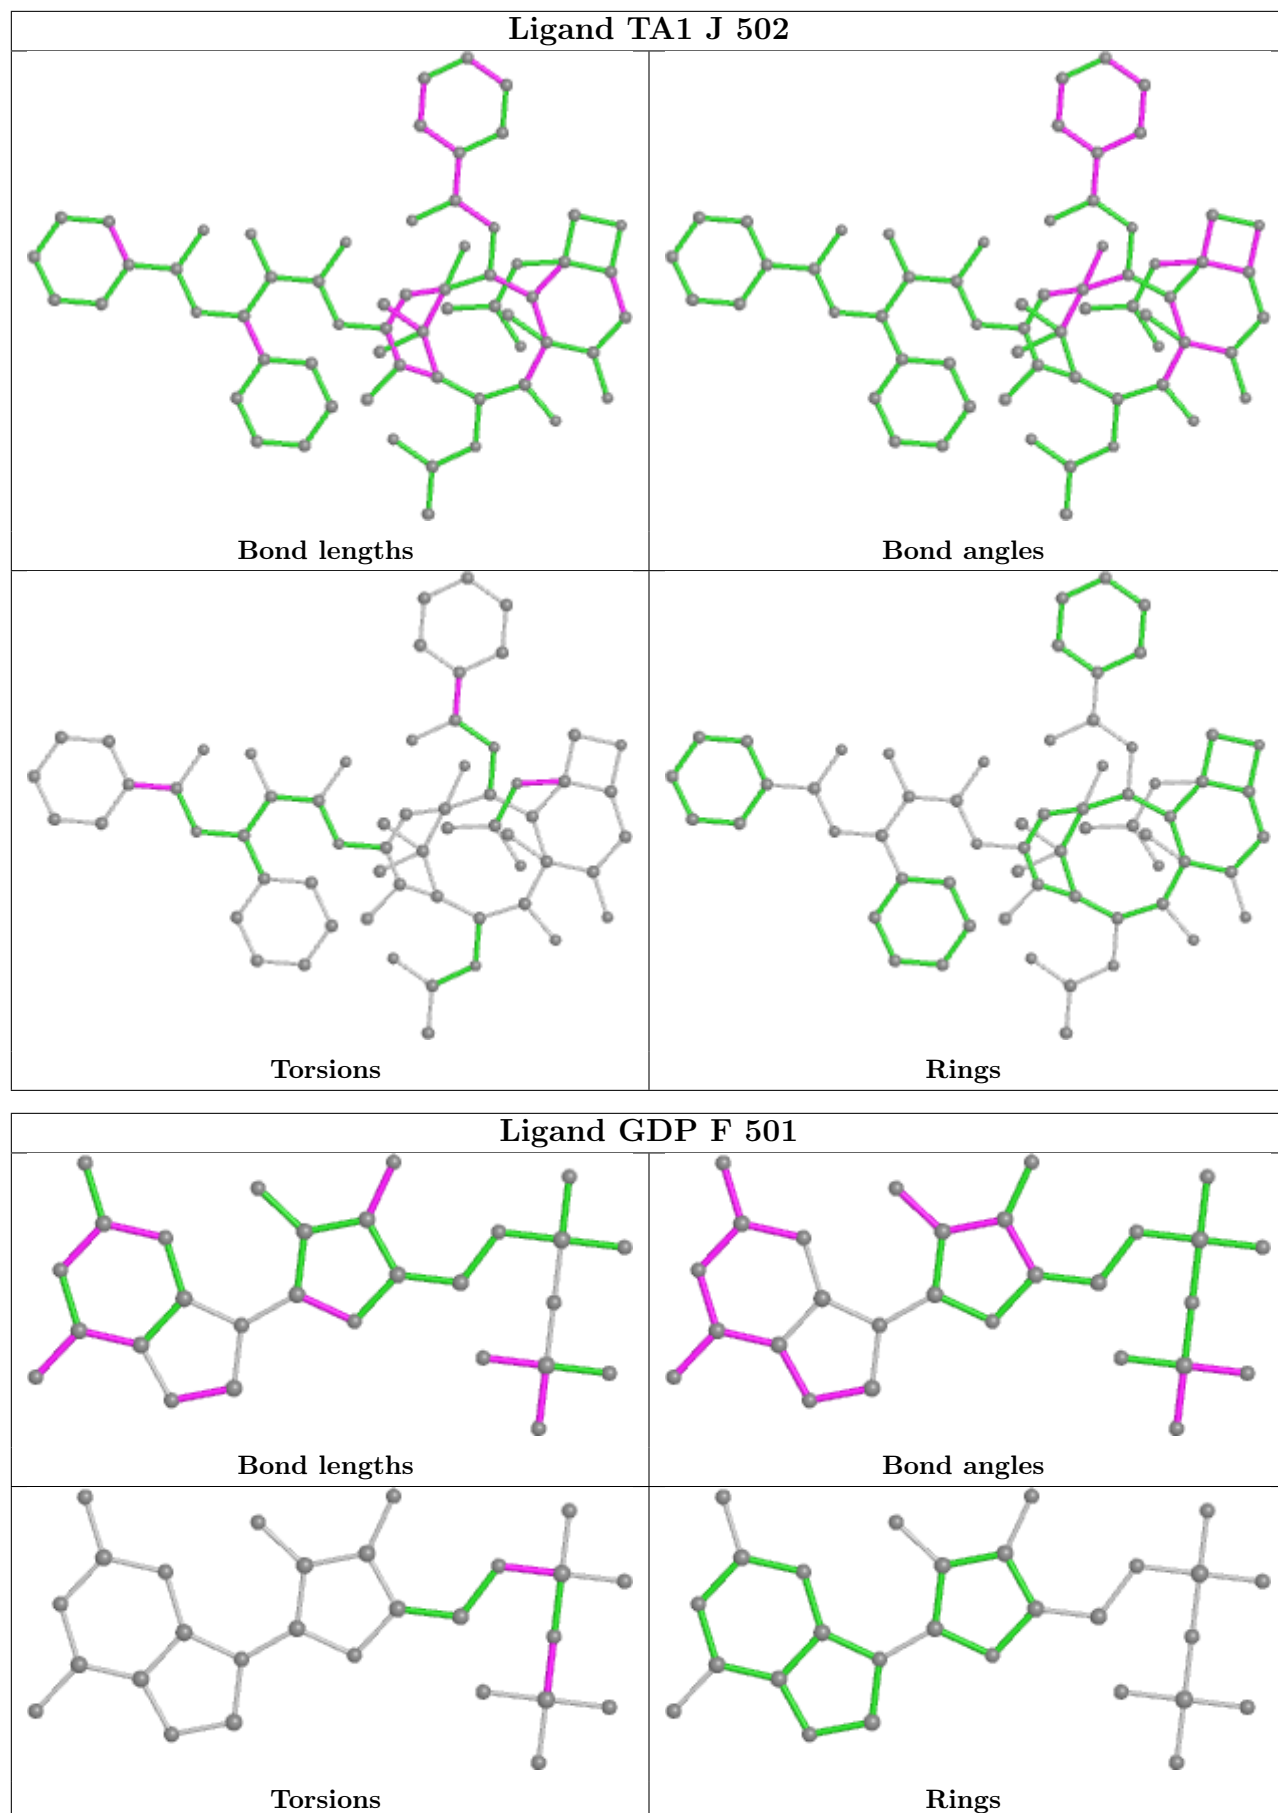 Ligand TA1 J 502
Bond lengths
Bond angles
Torsions
Rings
Ligand GDP F 501
Bond lengths
Bond angles
Torsions
Rings